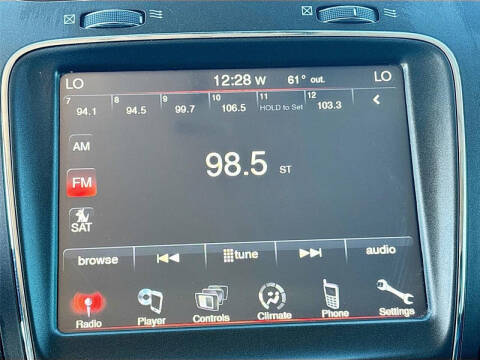 LO 12:28 W 61° out. LO
7 8 9 10 11 12
94.1 94.5 99.7 106.5 HOLD to Set 103.3
AM
98.5 ST
FM
SAT
browse tune audio
Radio Player Controls Climate Phone Settings